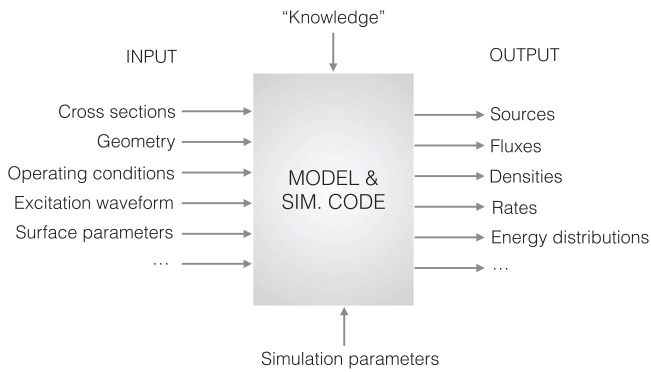 “Knowledge”
INPUT
OUTPUT
Cross sections
Geometry
Operating conditions
Excitation waveform
Surface parameters
...
MODEL &
SIM. CODE
Sources
Fluxes
Densities
Rates
Energy distributions
...
Simulation parameters